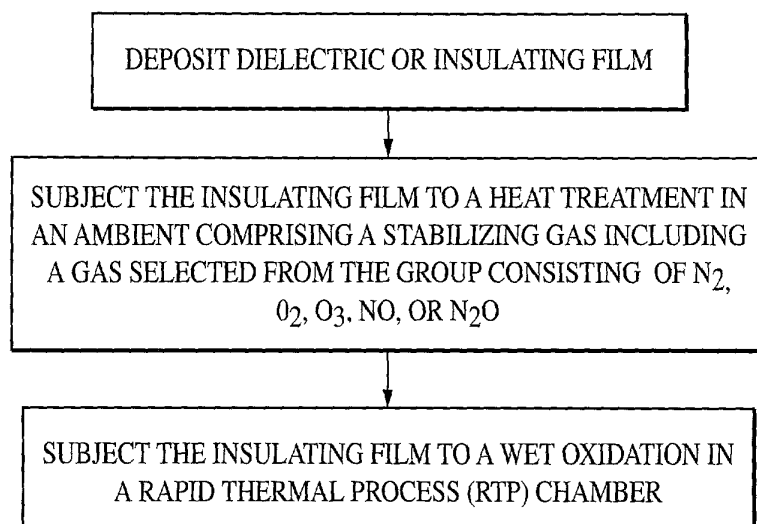 DEPOSIT DIELECTRIC OR INSULATING FILM
SUBJECT THE INSULATING FILM TO A HEAT TREATMENT IN
AN AMBIENT COMPRISING A STABILIZING GAS INCLUDING
A GAS SELECTED FROM THE GROUP CONSISTING OF N2,
02, O3, NO, OR N2O
SUBJECT THE INSULATING FILM TO A WET OXIDATION IN
A RAPID THERMAL PROCESS (RTP) CHAMBER